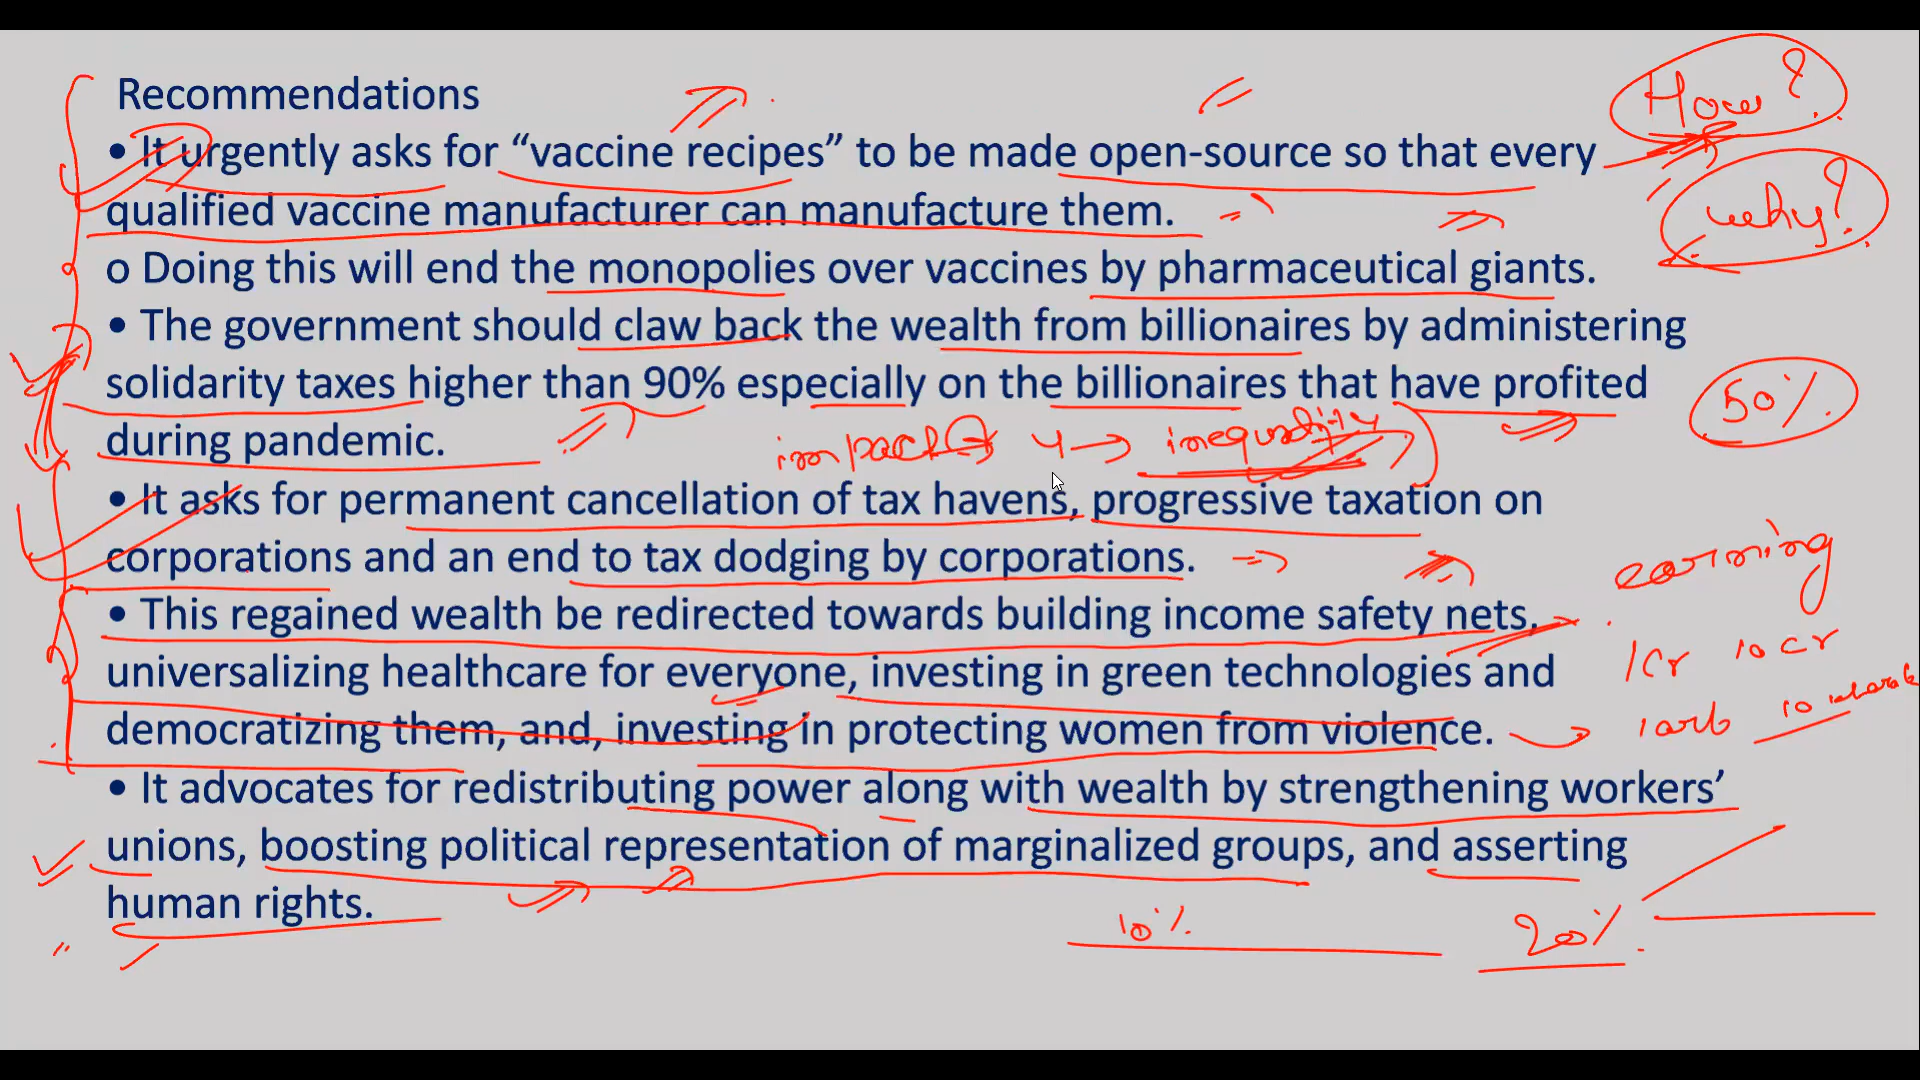 Recommendations
• It urgently asks for “vaccine recipes” to be made open-source so that every
qualified vaccine manufacturer can manufacture them.
o Doing this will end the monopolies over vaccines by pharmaceutical giants.
• The government should claw back the wealth from billionaires by administering
solidarity taxes higher than 90% especially on the billionaires that have profited
during pandemic.
• It asks for permanent cancellation of tax havens, progressive taxation on
corporations and an end to tax dodging by corporations.
• This regained wealth be redirected towards building income safety nets,
universalizing healthcare for everyone, investing in green technologies and
democratizing them, and, investing in protecting women from violence.
• It advocates for redistributing power along with wealth by strengthening workers’
unions, boosting political representation of marginalized groups, and asserting
human rights.
How?
why?
50%.
impact
inequality
earning
1Cr 10 cr
1arb
10%.
20%.